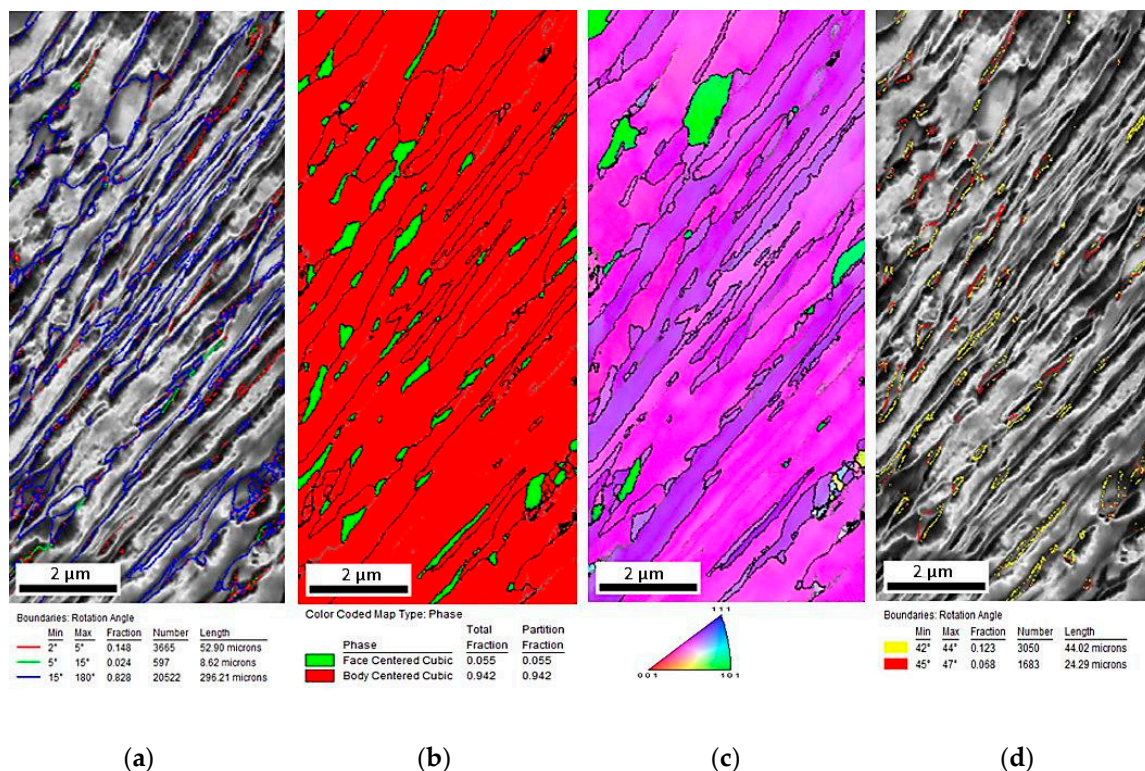 2 µm
2 µm
2 µm
2 µm
Boundaries: Rotation Angle
Min Max Fraction Number Length
2° 5° 0.148 3665 52.90 microns
5° 15° 0.024 597 8.62 microns
15° 180° 0.828 20522 296.21 microns
Color Coded Map Type: Phase
Total Partition
Phase Fraction Fraction
Face Centered Cubic 0.055 0.055
Body Centered Cubic 0.942 0.942
111
001 101
Boundaries: Rotation Angle
Min Max Fraction Number Length
42° 44° 0.123 3050 44.02 microns
45° 47° 0.068 1683 24.29 microns
(a) (b) (c) (d)